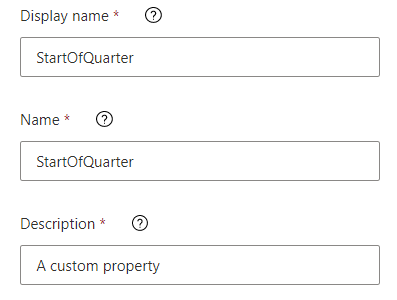 Display name *
StartOfQuarter
Name *
StartOfQuarter
Description *
A custom property